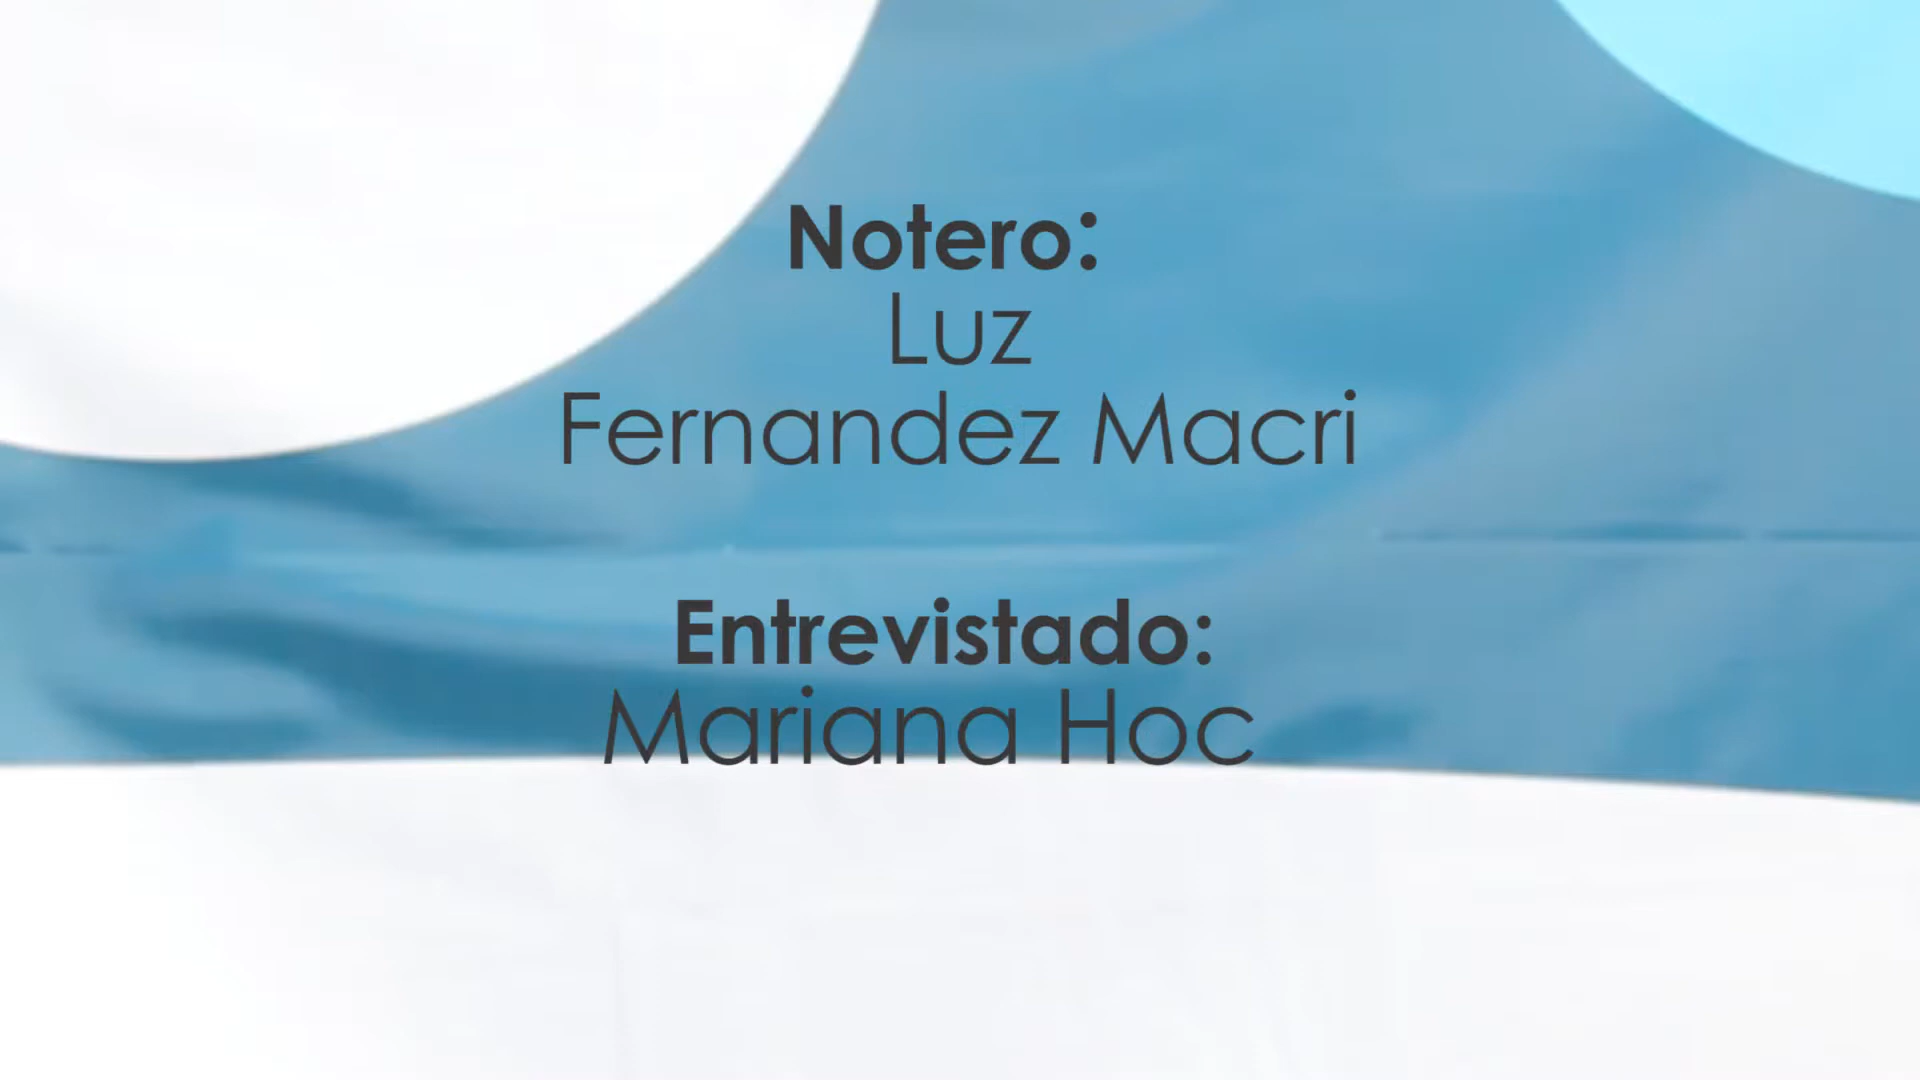 Notero:
Luz
Fernandez Macri
Entrevistado:
Mariana Hoc